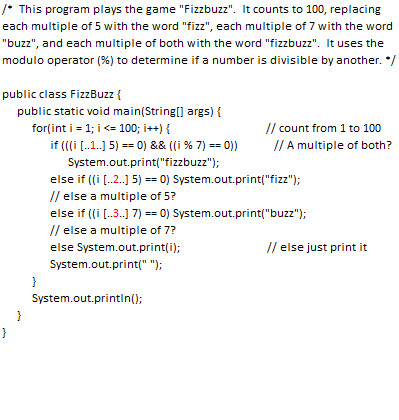 /* This program plays the game "Fizzbuzz". It counts to 100, replacing
each multiple of 5 with the word "fizz", each multiple of 7 with the word
"buzz", and each multiple of both with the word "fizzbuzz". It uses the
modulo operator (%) to determine if a number is divisible by another. */
public class FizzBuzz {
public static void main(String[] args) {
for(int i = 1; i <= 100; i++) { // count from 1 to 100
if (((i [..1..] 5) == 0) && ((i % 7) == 0)) // A multiple of both?
System.out.print("fizzbuzz");
else if ((i [..2..] 5) == 0) System.out.print("fizz");
// else a multiple of 5?
else if ((i [..3..] 7) == 0) System.out.print("buzz");
// else a multiple of 7?
else System.out.print(i); // else just print it
System.out.print(" ");
}
System.out.println();
}
}